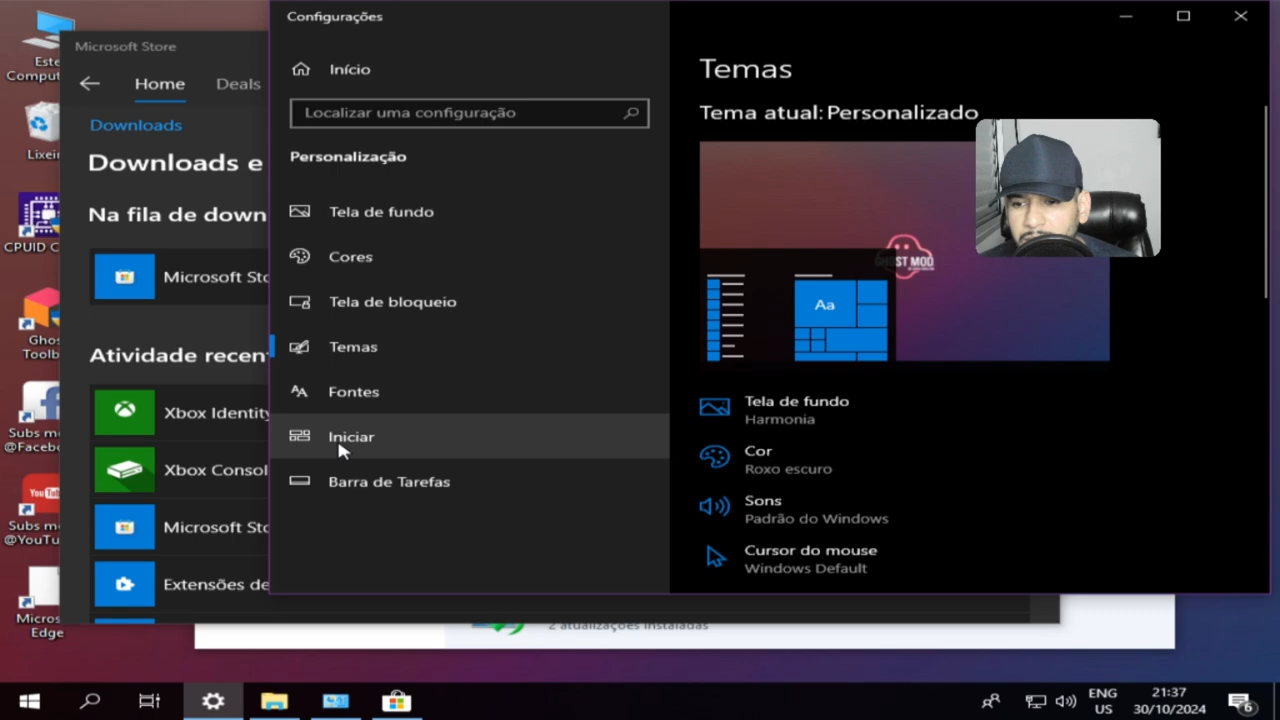 Este
Comput
Lixeir
CPUID C
Ghos
Toolb
Subs m
@Faceb
You
Subs m
@YouTu
Micros
Edge
Microsoft Store
Home
Deals
Downloads
Downloads e
Na fila de down
Microsoft Sto
Atividade recen
Xbox Identity
Xbox Consol
Microsoft Sto
Extensões de
Configurações
Início
Localizar uma configuração
Personalização
Tela de fundo
Cores
Tela de bloqueio
Temas
Fontes
Iniciar
Barra de Tarefas
Temas
Tema atual: Personalizado
GHOST MOD
Aa
Tela de fundo
Harmonia
Cor
Roxo escuro
Sons
Padrão do Windows
Cursor do mouse
Windows Default
2 atualizações instaladas
ENG
US
21:37
30/10/2024
6